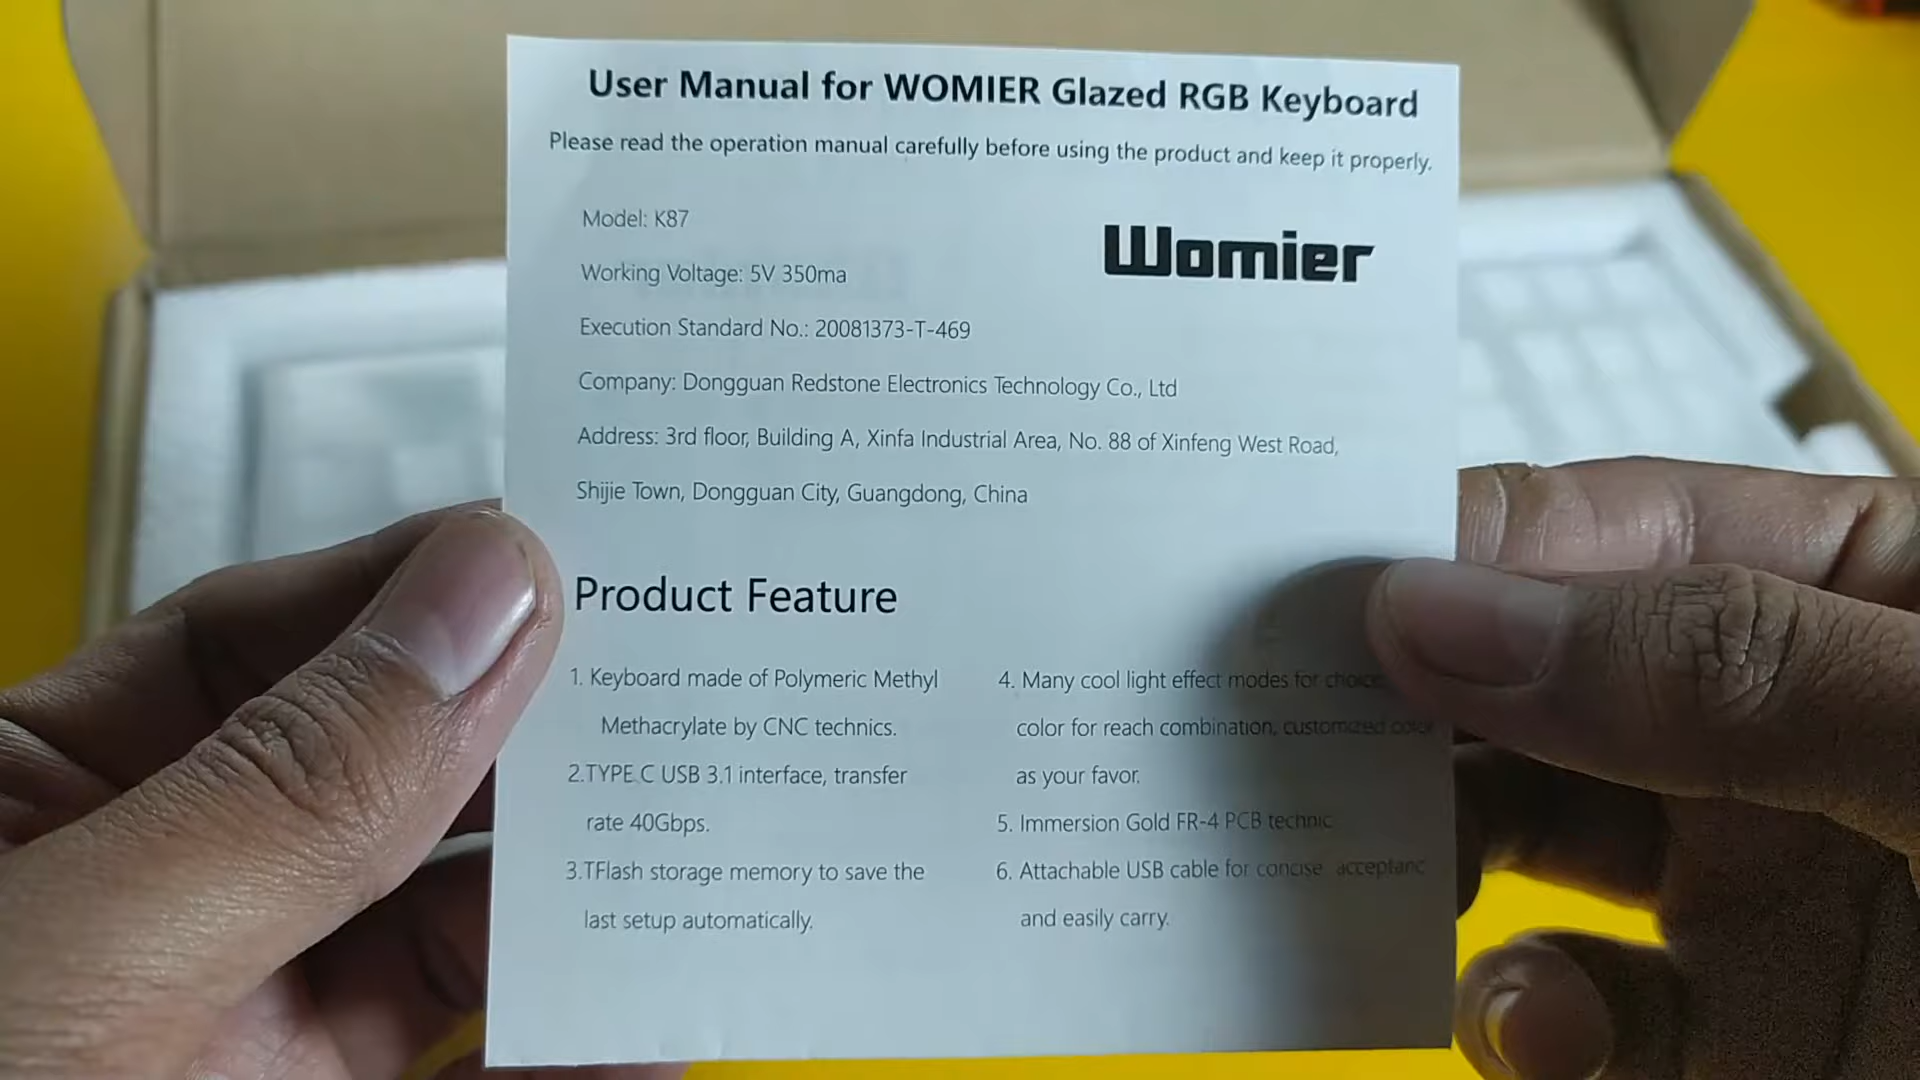 User Manual for WOMIER Glazed RGB Keyboard
Please read the operation manual carefully before using the product and keep it properly.
Model: K87
Womier
Working Voltage: 5V 350ma
Execution Standard No.: 20081373-T-469
Company: Dongguan Redstone Electronics Technology Co., Ltd
Address: 3rd floor, Building A, Xinfa Industrial Area, No. 88 of Xinfeng West Road,
Shijie Town, Dongguan City, Guangdong, China
Product Feature
1. Keyboard made of Polymeric Methyl
Methacrylate by CNC technics.
2.TYPE C USB 3.1 interface, transfer
rate 40Gbps.
3.TFlash storage memory to save the
last setup automatically.
4. Many cool light effect modes for
color for reach combination, customized color
as your favor.
5. Immersion Gold FR-4 PCB technic
6. Attachable USB cable for concise acceptanc
and easily carry.